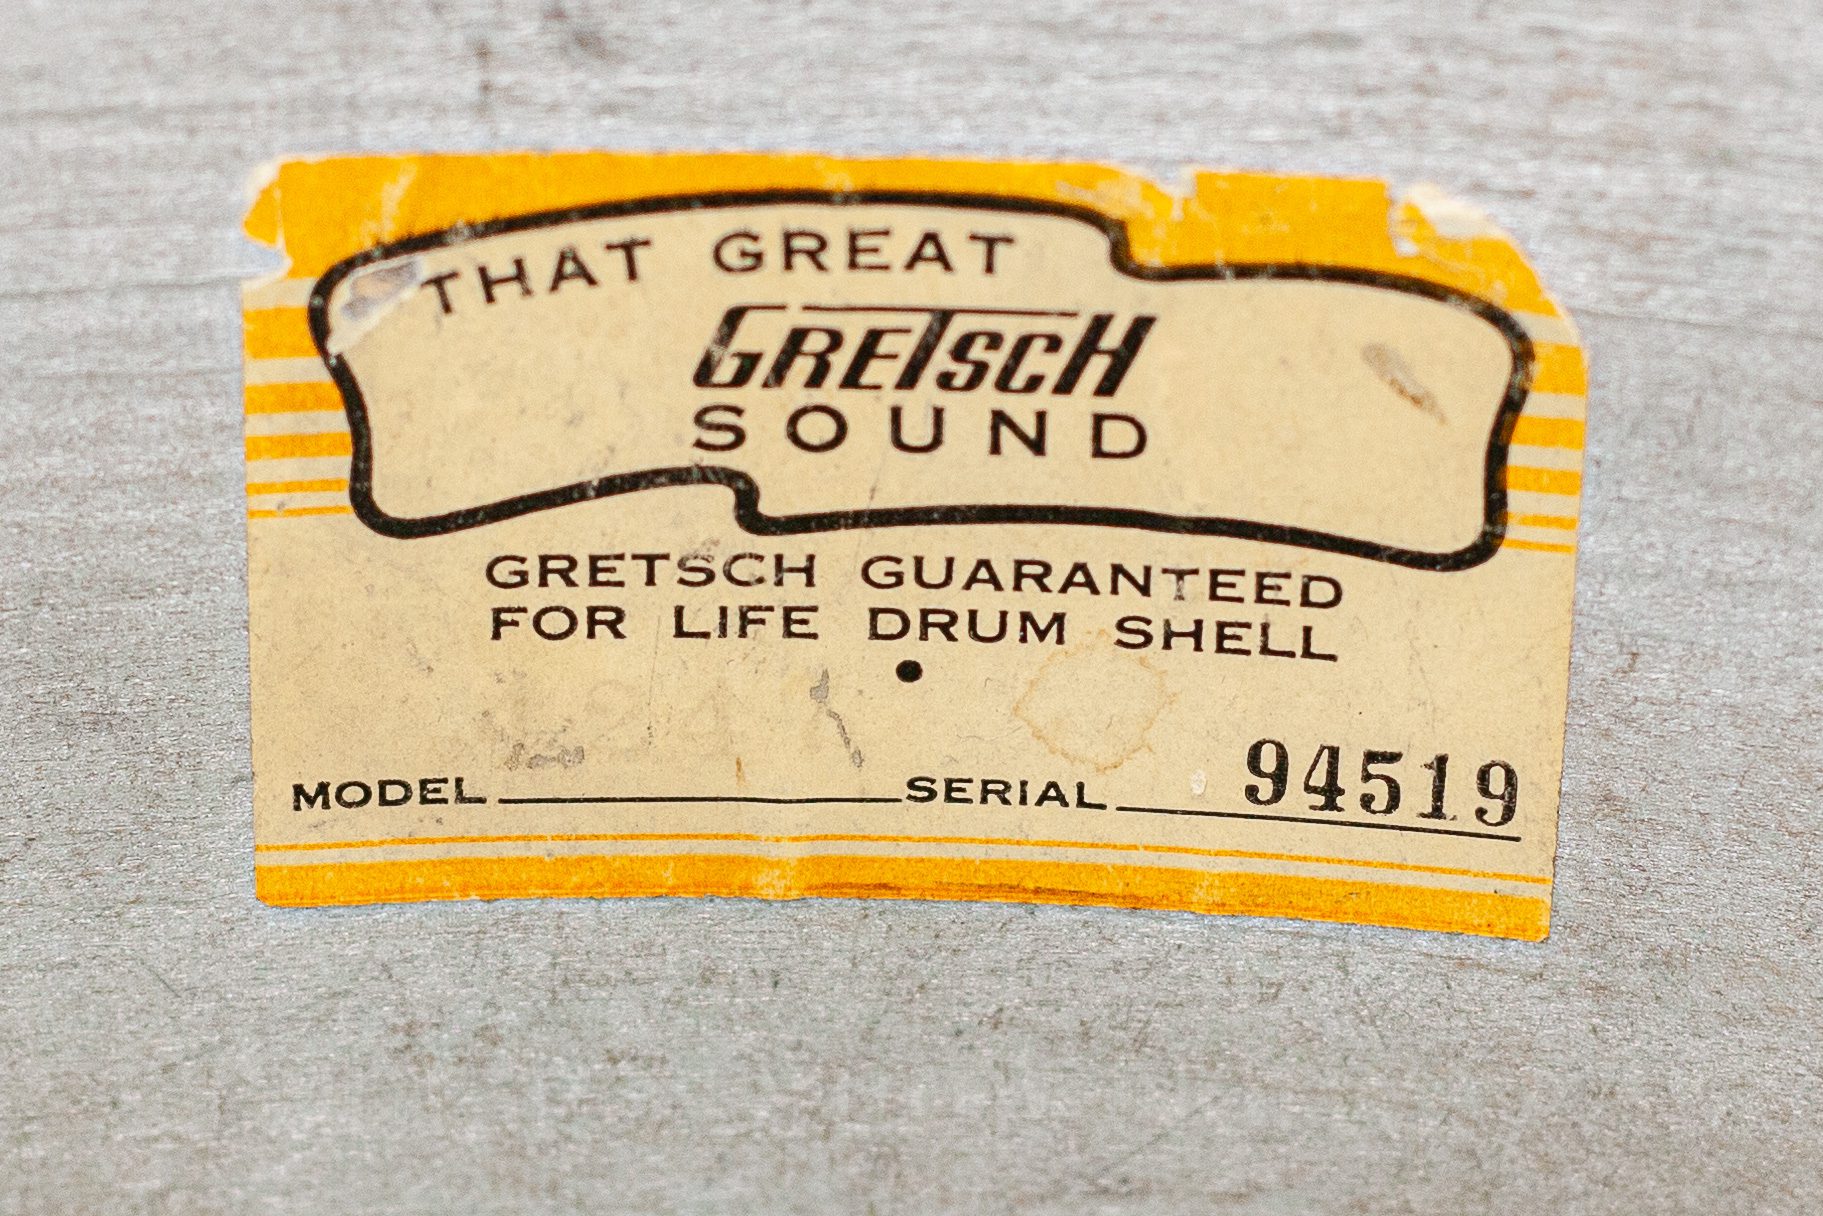 THAT GREAT
GRETSCH
SOUND
GRETSCH GUARANTEED
FOR LIFE DRUM SHELL
MODEL SERIAL 94519